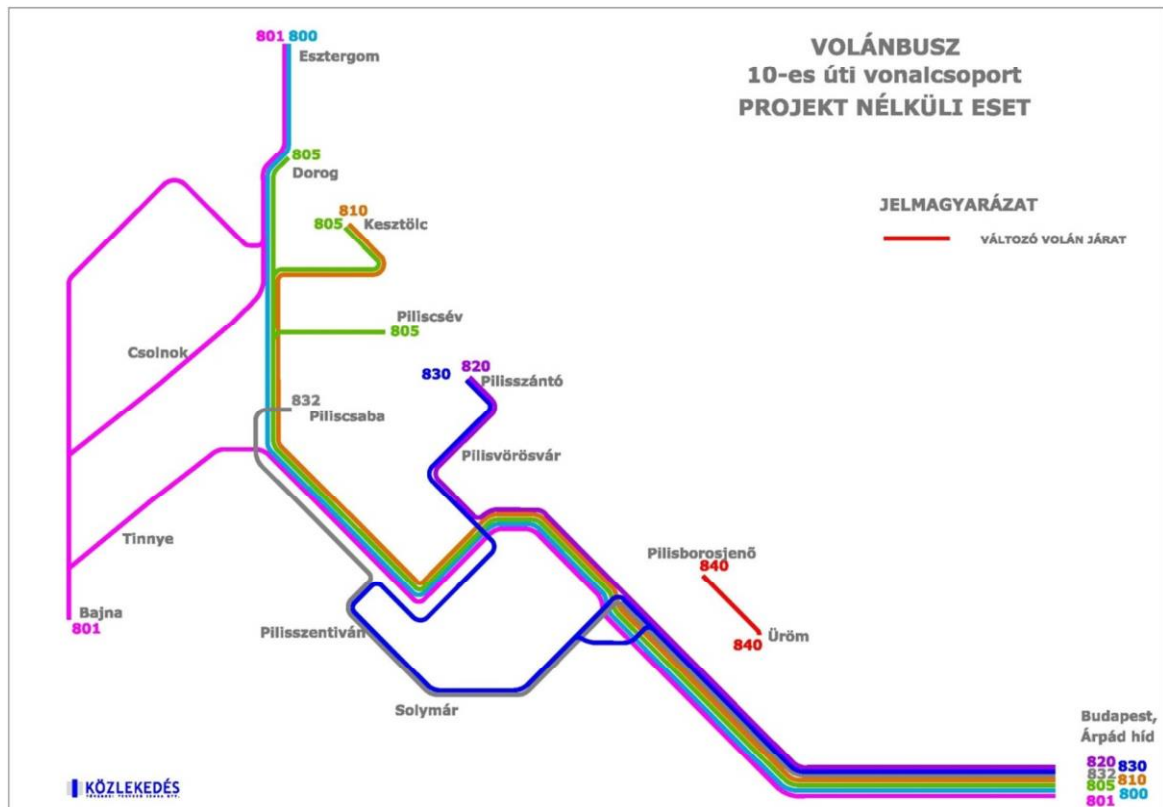 VOLÁNBUSZ
10-es úti vonalcsoport
PROJEKT NÉLKÜLI ESET
801 800
Esztergom
805
Dorog
810
805 Kesztölc
JELMAGYARÁZAT
VÁLTOZÓ VOLÁN JÁRAT
Piliscsév
805
Csolnok
820
830 Pilisszántó
832
Piliscsaba
Pilisvörösvár
Tinnye
Pilisborosjenő
840
Bajna
801
Pilisszentiván
840 Üröm
Solymár
Budapest,
Árpád híd
820 830
832 810
805 800
801
KÖZLEKEDÉS